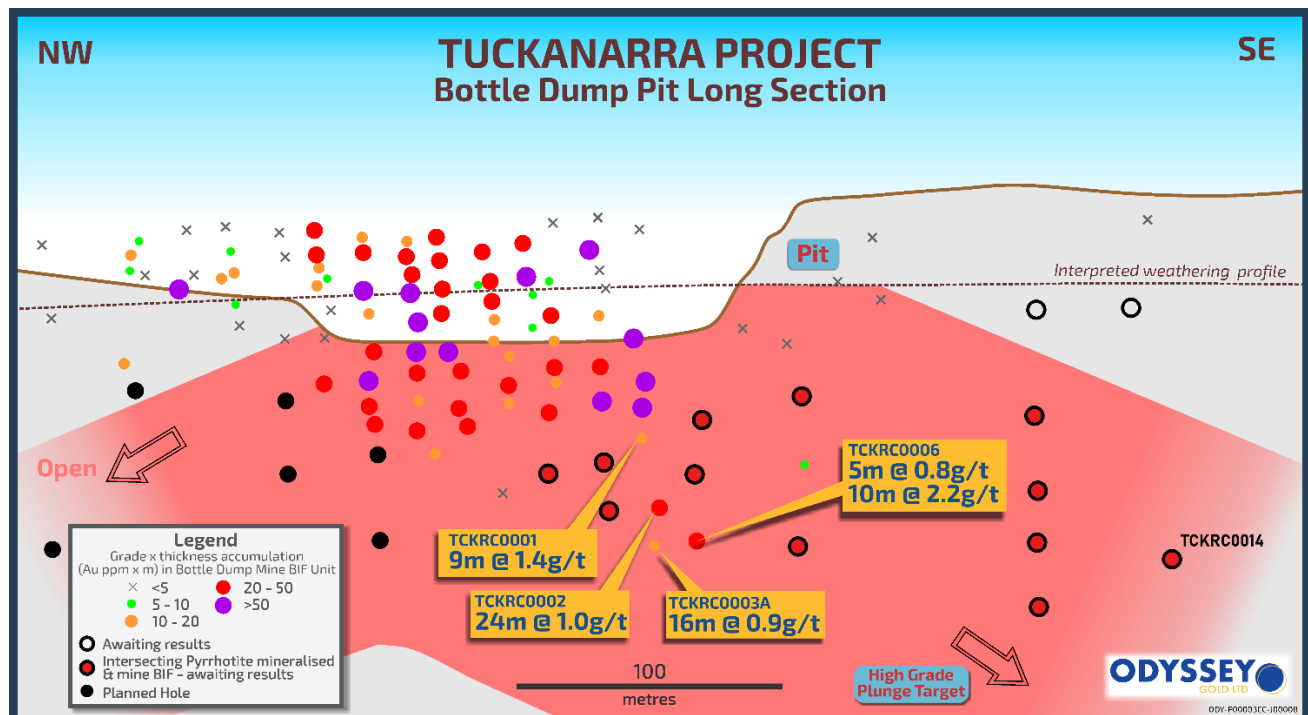 NW
TUCKANARRA PROJECT
SE
Bottle Dump Pit Long Section
Pit
Interpreted weathering profile
Open
TCKRC0006
5m @ 0.8g/t
10m @ 2.2g/t
TCKRC0001
9m @ 1.4g/t
TCKRC0014
TCKRC0002
24m @ 1.0g/t
TCKRC0003A
16m @ 0.9g/t
Legend
Grade x thickness accumulation
(Au ppm x m) in Bottle Dump Mine BIF Unit
<5
20 - 50
5 - 10
>50
10 - 20
Awaiting results
Intersecting Pyrrhotite mineralised
& mine BIF - awaiting results
Planned Hole
100
metres
High Grade
Plunge Target
ODYSSEY
GOLD LTD
ODY-P00003CC-J00008